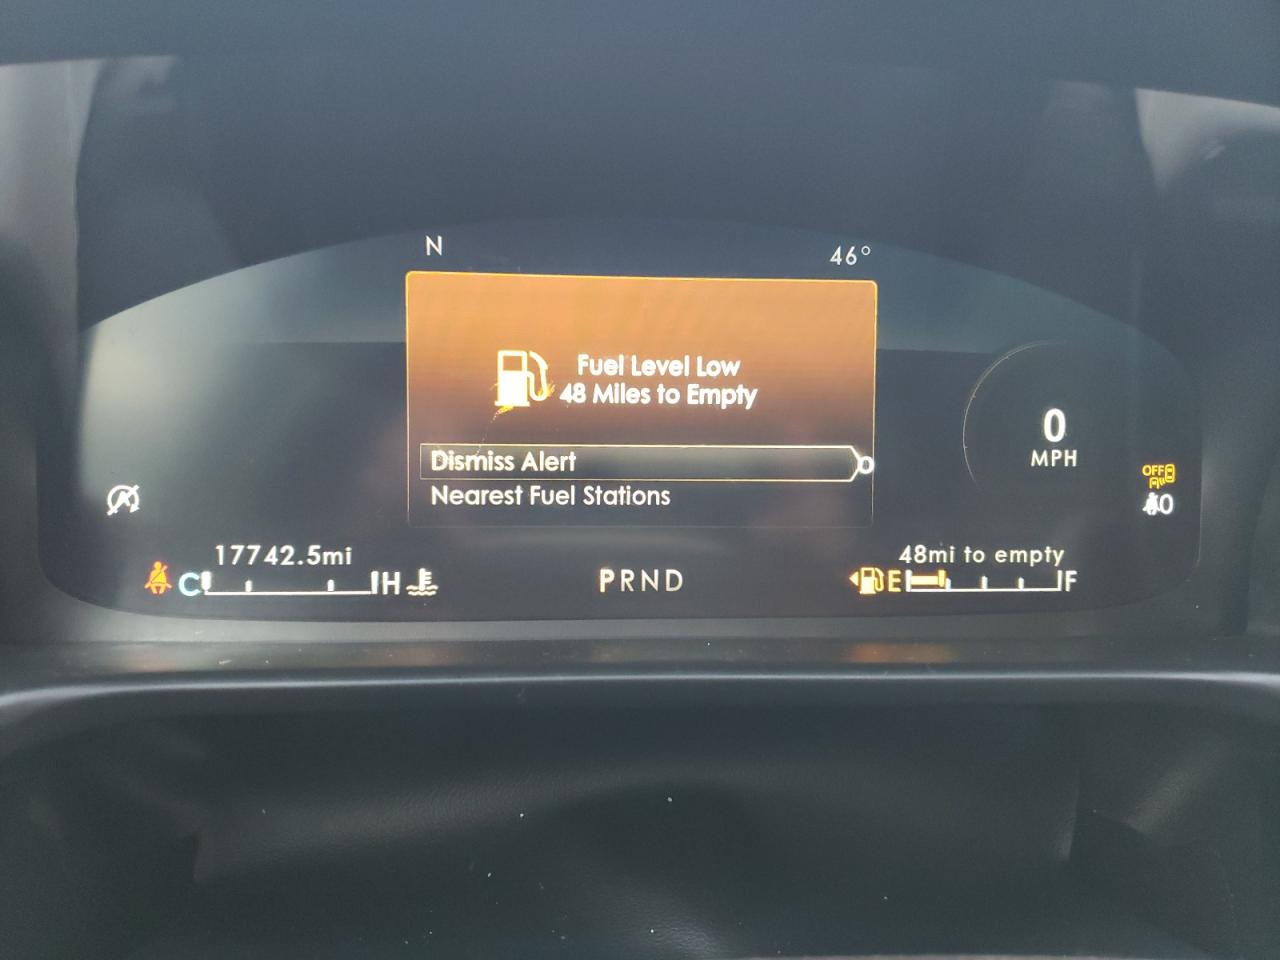 N
46°
Fuel Level Low
48 Miles to Empty
Dismiss Alert
Nearest Fuel Stations
0
MPH
OFF
0
17742.5mi
48mi to empty
C
H
PRND
E
F